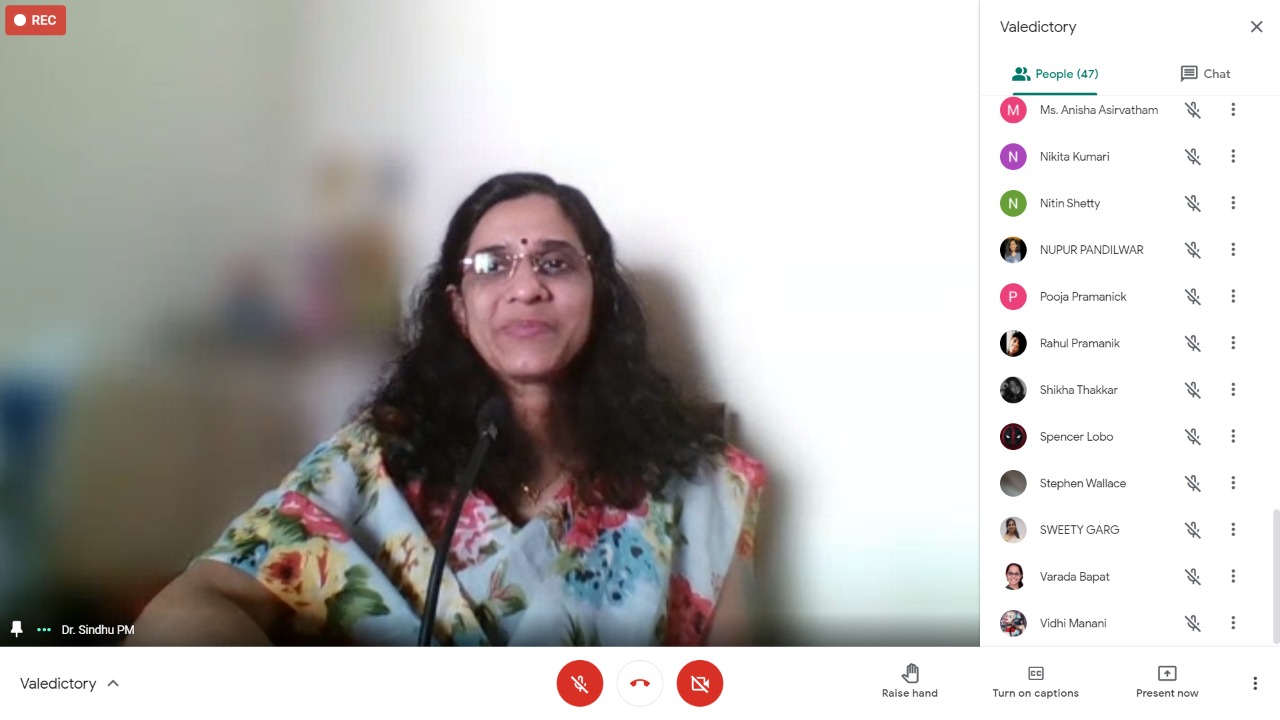 REC
Valedictory
People (47)
Chat
M Ms. Anisha Asirvatham
N Nikita Kumari
N Nitin Shetty
NUPUR PANDILWAR
P Pooja Pramanick
Rahul Pramanik
Shikha Thakkar
Spencer Lobo
Stephen Wallace
SWEETY GARG
Varada Bapat
Vidhi Manani
Dr. Sindhu PM
Valedictory
CC
Raise hand
Turn on captions
Present now